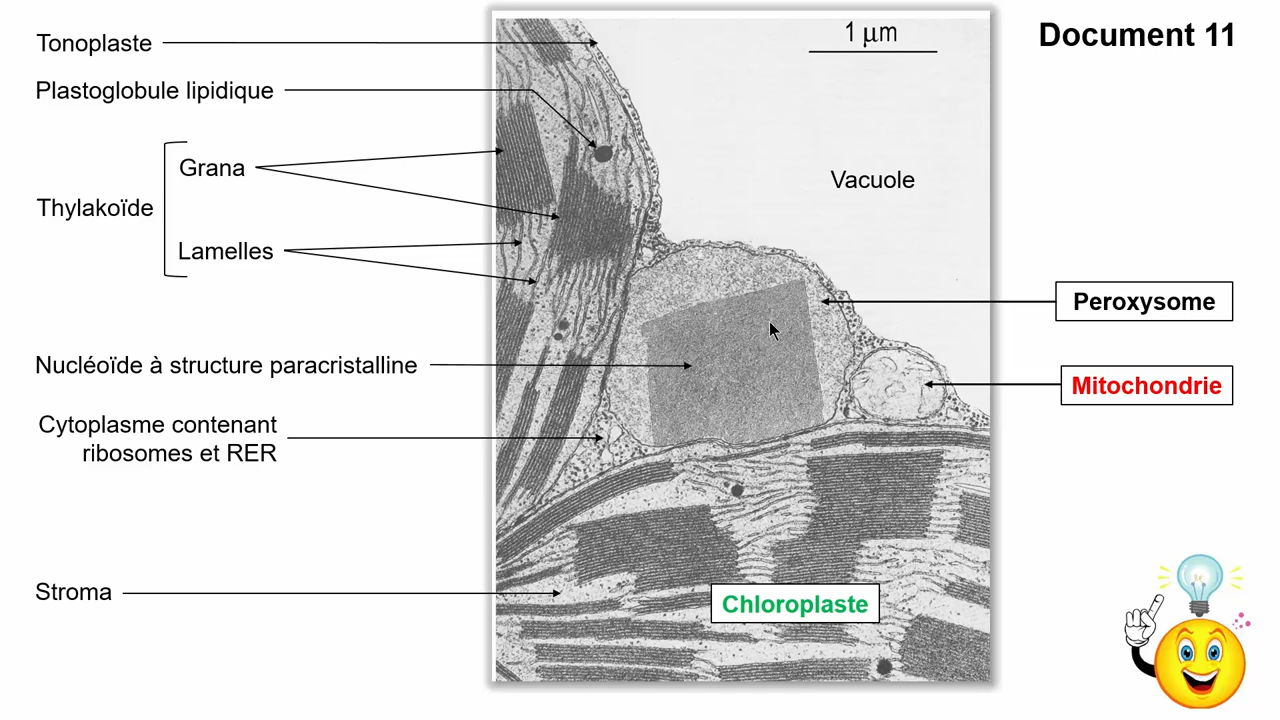 Document 11
1 µm
Tonoplaste
Plastoglobule lipidique
Grana
Thylakoïde
Lamelles
Vacuole
Peroxysome
Nucléoïde à structure paracristalline
Mitochondrie
Cytoplasme contenant
ribosomes et RER
Stroma
Chloroplaste